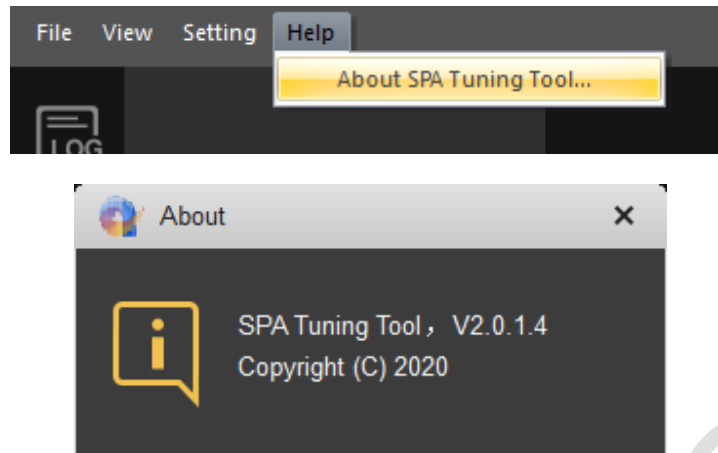 File View Setting Help
About SPA Tuning Tool...
LOG
About
SPA Tuning Tool，V2.0.1.4
Copyright (C) 2020